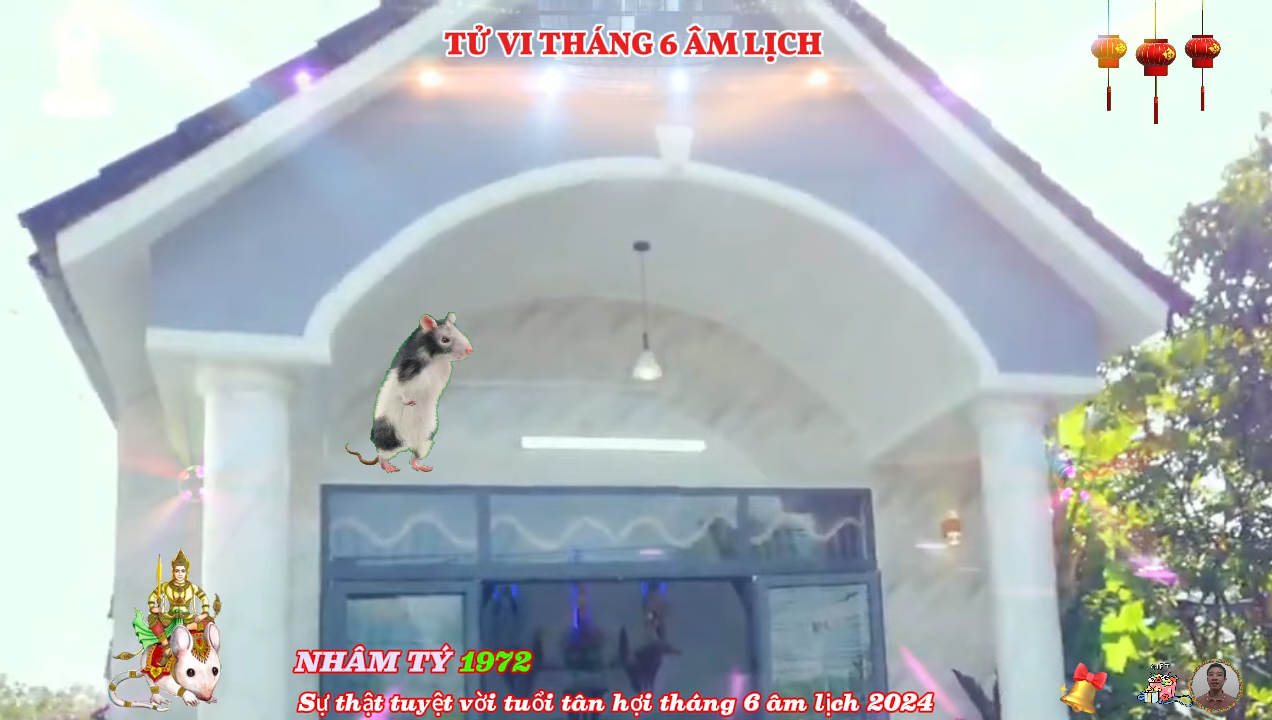 TỬ VI THÁNG 6 ÂM LỊCH
NHÂM TÝ 1972
Sự thật tuyệt vời tuổi tân hợi tháng 6 âm lịch 2024
GIFT